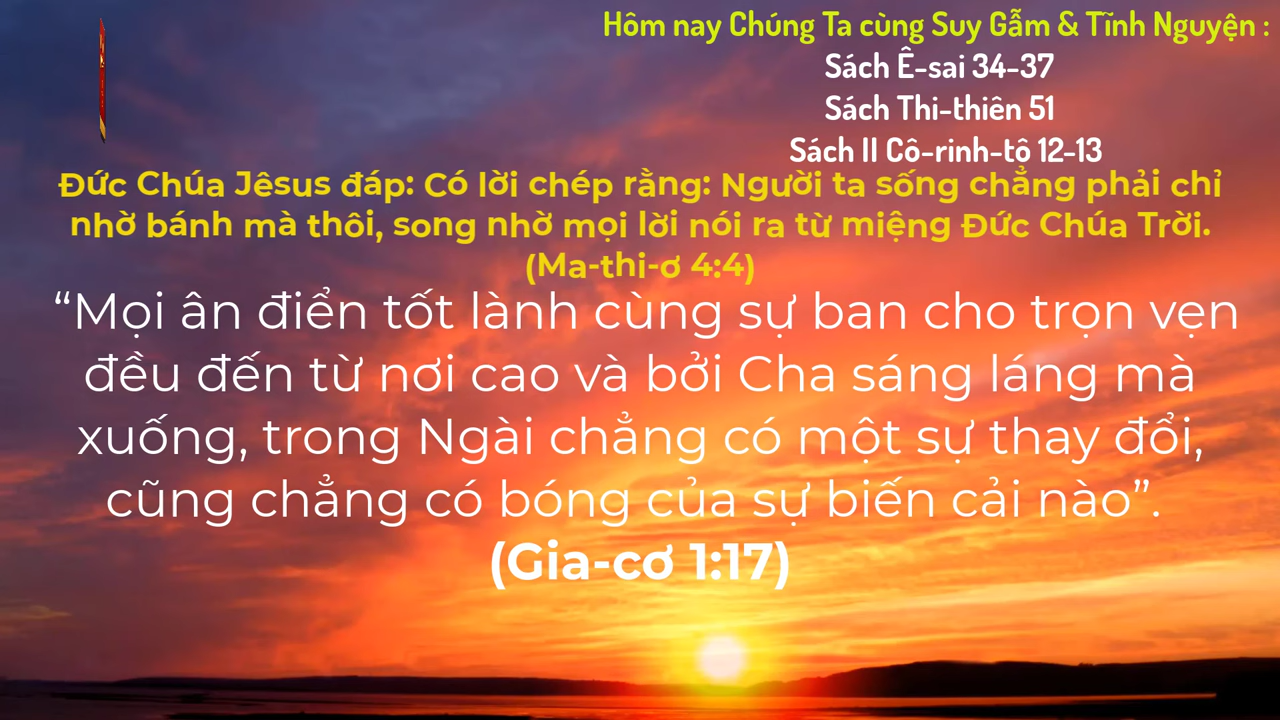 Hôm nay Chúng Ta cùng Suy Gẫm & Tĩnh Nguyện :
Sách Ê-sai 34-37
Sách Thi-thiên 51
Sách II Cô-rinh-tô 12-13
Đức Chúa Jêsus đáp: Có lời chép rằng: Người ta sống chẳng phải chỉ
nhờ bánh mà thôi, song nhờ mọi lời nói ra từ miệng Đức Chúa Trời.
(Ma-thi-ơ 4:4)
“Mọi ân điển tốt lành cùng sự ban cho trọn vẹn
đều đến từ nơi cao và bởi Cha sáng láng mà
xuống, trong Ngài chẳng có một sự thay đổi,
cũng chẳng có bóng của sự biến cải nào”.
(Gia-cơ 1:17)